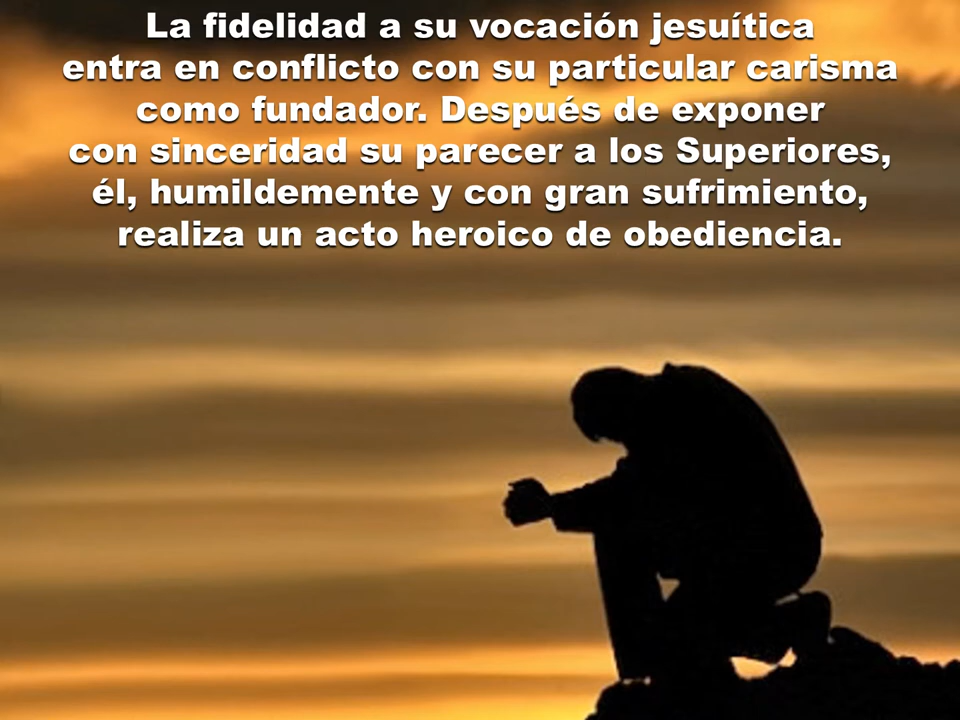 La fidelidad a su vocación jesuítica
entra en conflicto con su particular carisma
como fundador. Después de exponer
con sinceridad su parecer a los Superiores,
él, humildemente y con gran sufrimiento,
realiza un acto heroico de obediencia.